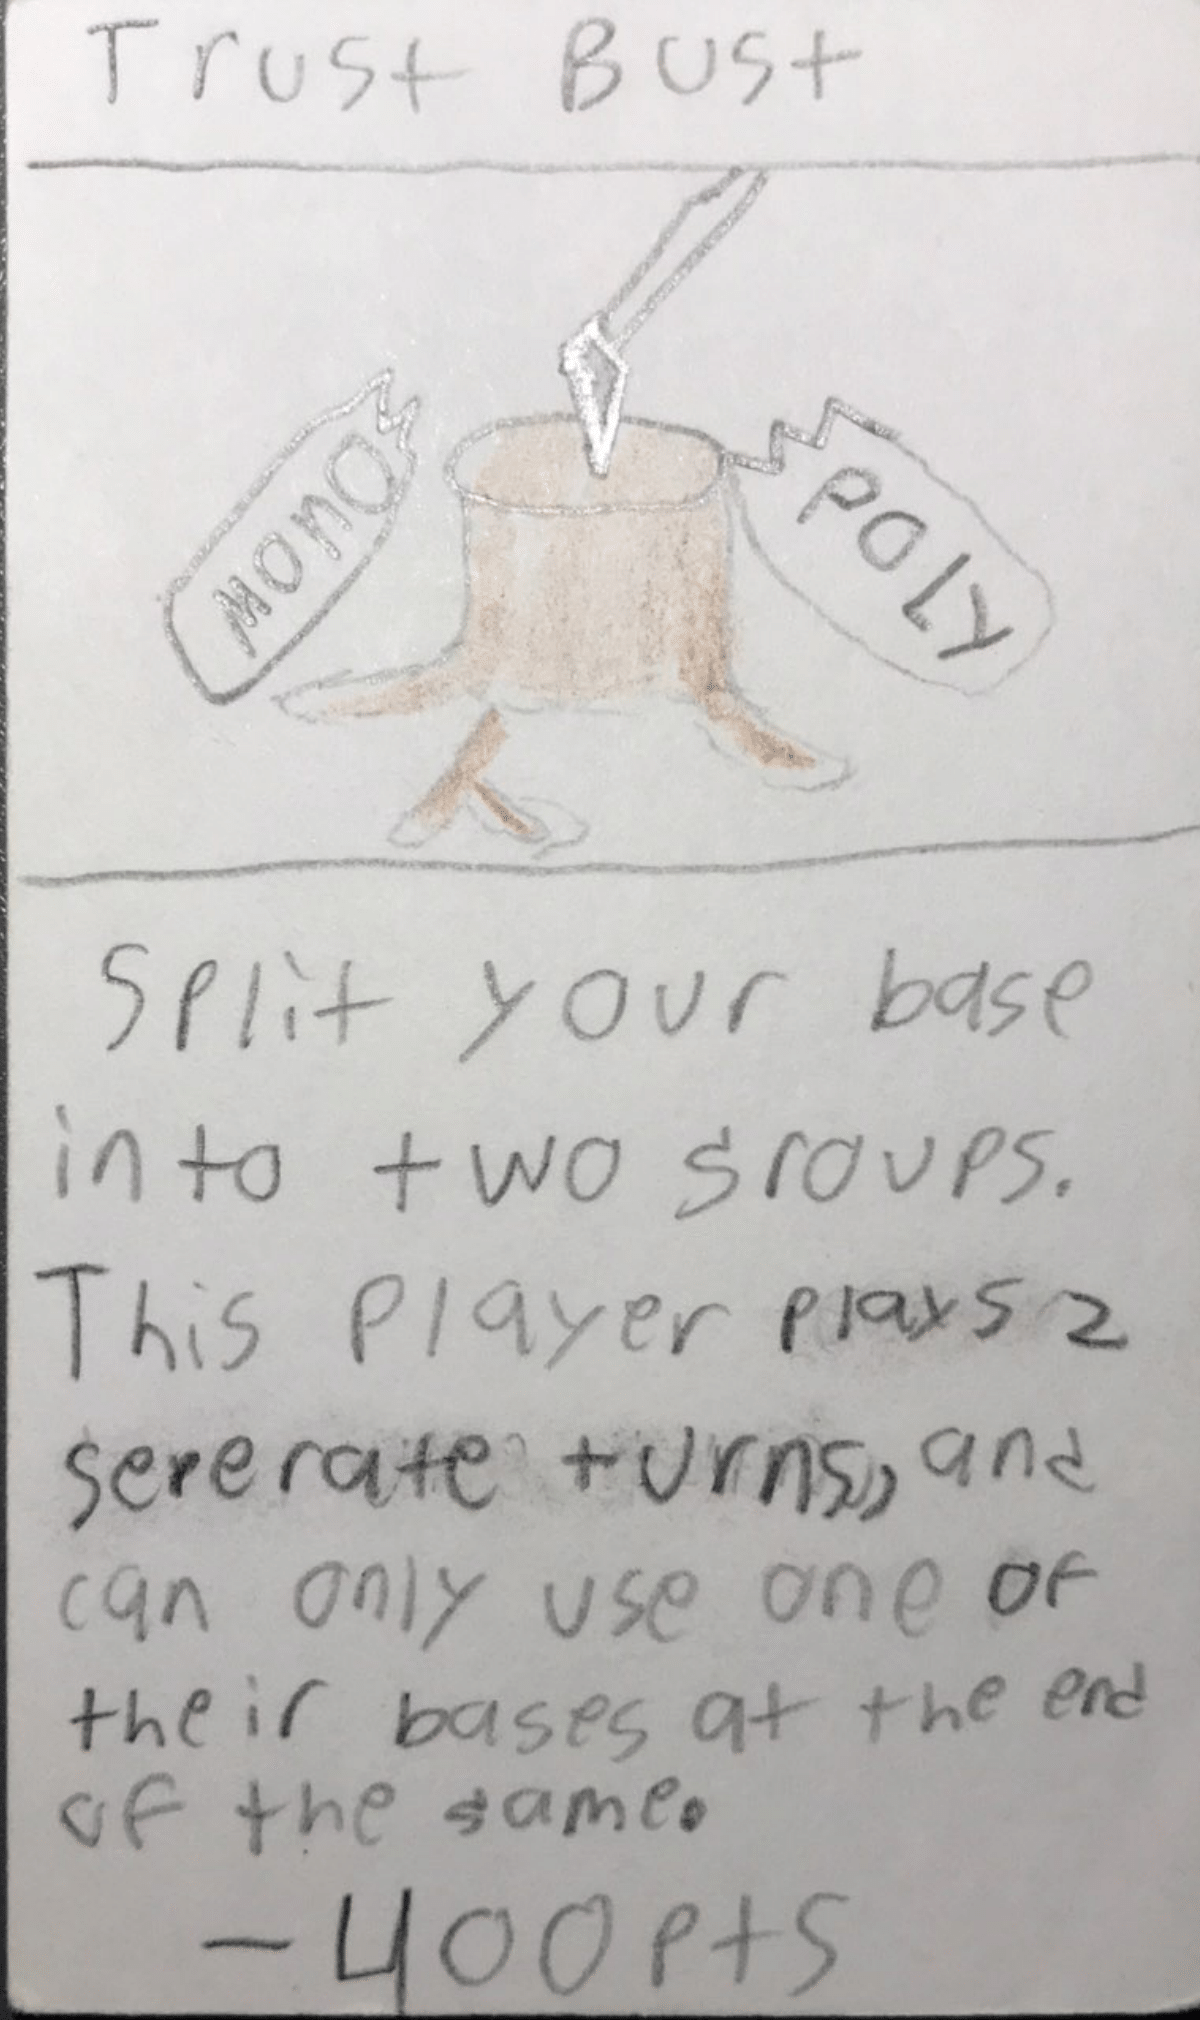 Trust Bust
MONO
POLY
Split your base
into two groups.
This player plays 2
sererate turns,, and
can only use one of
their bases at the end
of the game.
-400pts